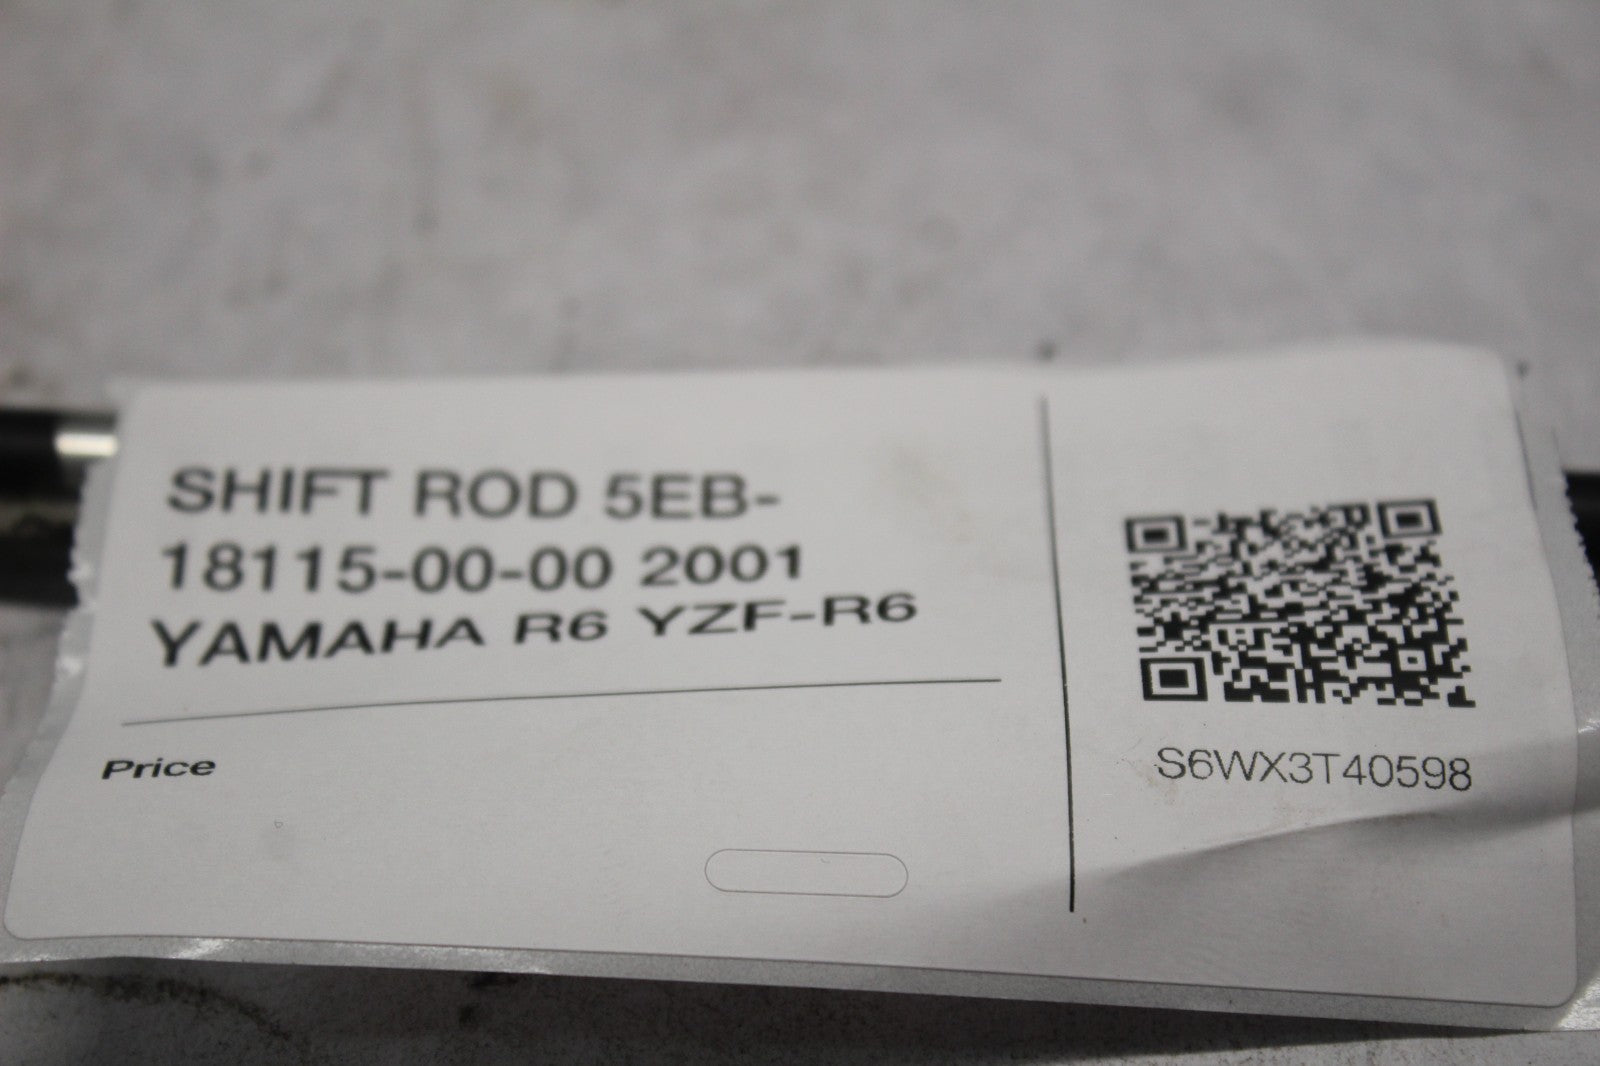 SHIFT ROD 5EB-
18115-00-00 2001
YAMAHA R6 YZF-R6
Price
S6WX3T40598